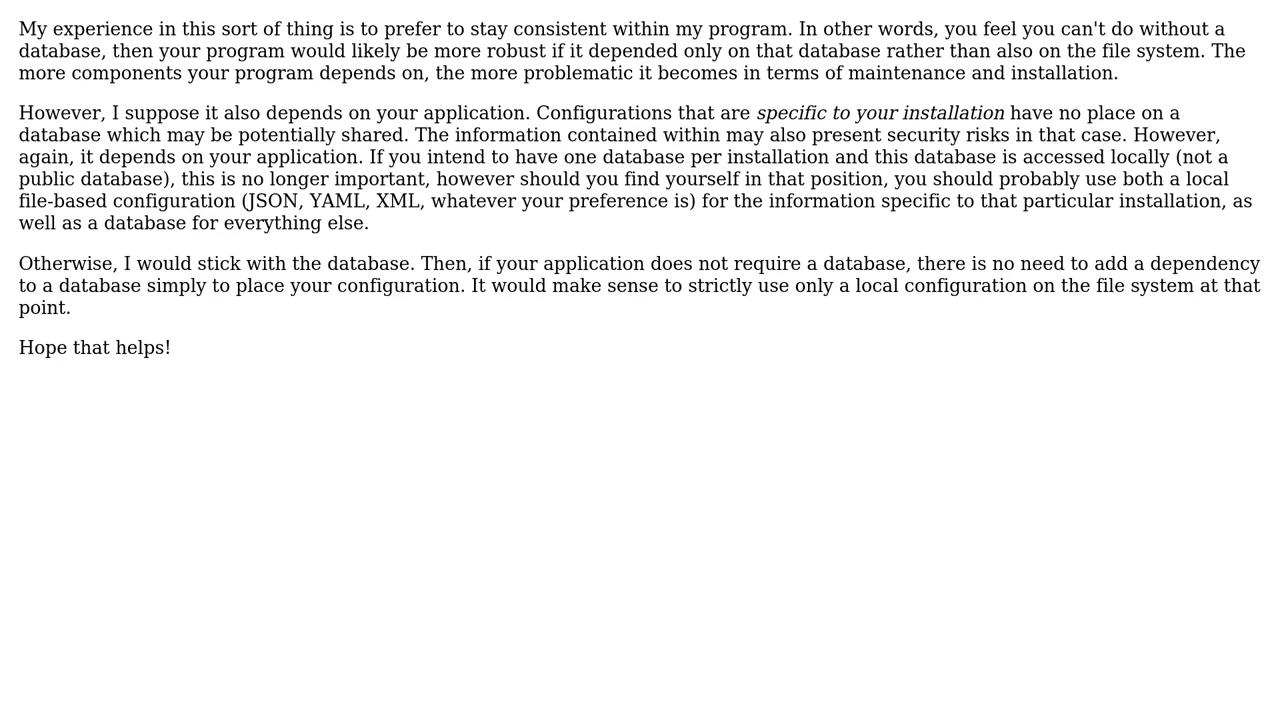 My experience in this sort of thing is to prefer to stay consistent within my program. In other words, you feel you can't do without a
database, then your program would likely be more robust if it depended only on that database rather than also on the file system. The
more components your program depends on, the more problematic it becomes in terms of maintenance and installation.
However, I suppose it also depends on your application. Configurations that are specific to your installation have no place on a
database which may be potentially shared. The information contained within may also present security risks in that case. However,
again, it depends on your application. If you intend to have one database per installation and this database is accessed locally (not a
public database), this is no longer important, however should you find yourself in that position, you should probably use both a local
file-based configuration (JSON, YAML, XML, whatever your preference is) for the information specific to that particular installation, as
well as a database for everything else.
Otherwise, I would stick with the database. Then, if your application does not require a database, there is no need to add a dependency
to a database simply to place your configuration. It would make sense to strictly use only a local configuration on the file system at that
point.
Hope that helps!